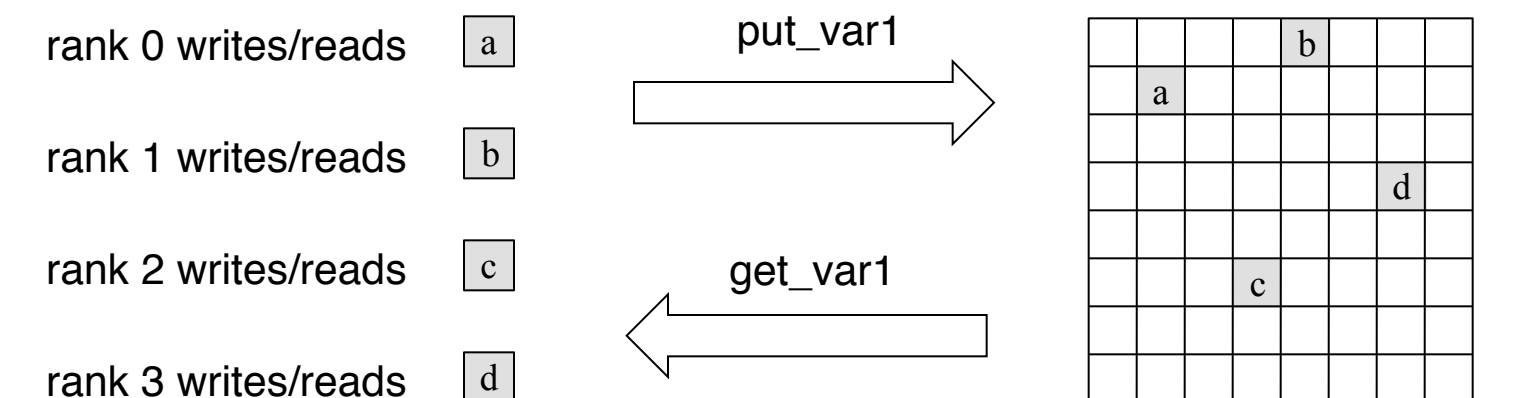 rank 0 writes/reads a
put_var1
b
a
rank 1 writes/reads b
d
rank 2 writes/reads c
get_var1
c
rank 3 writes/reads d